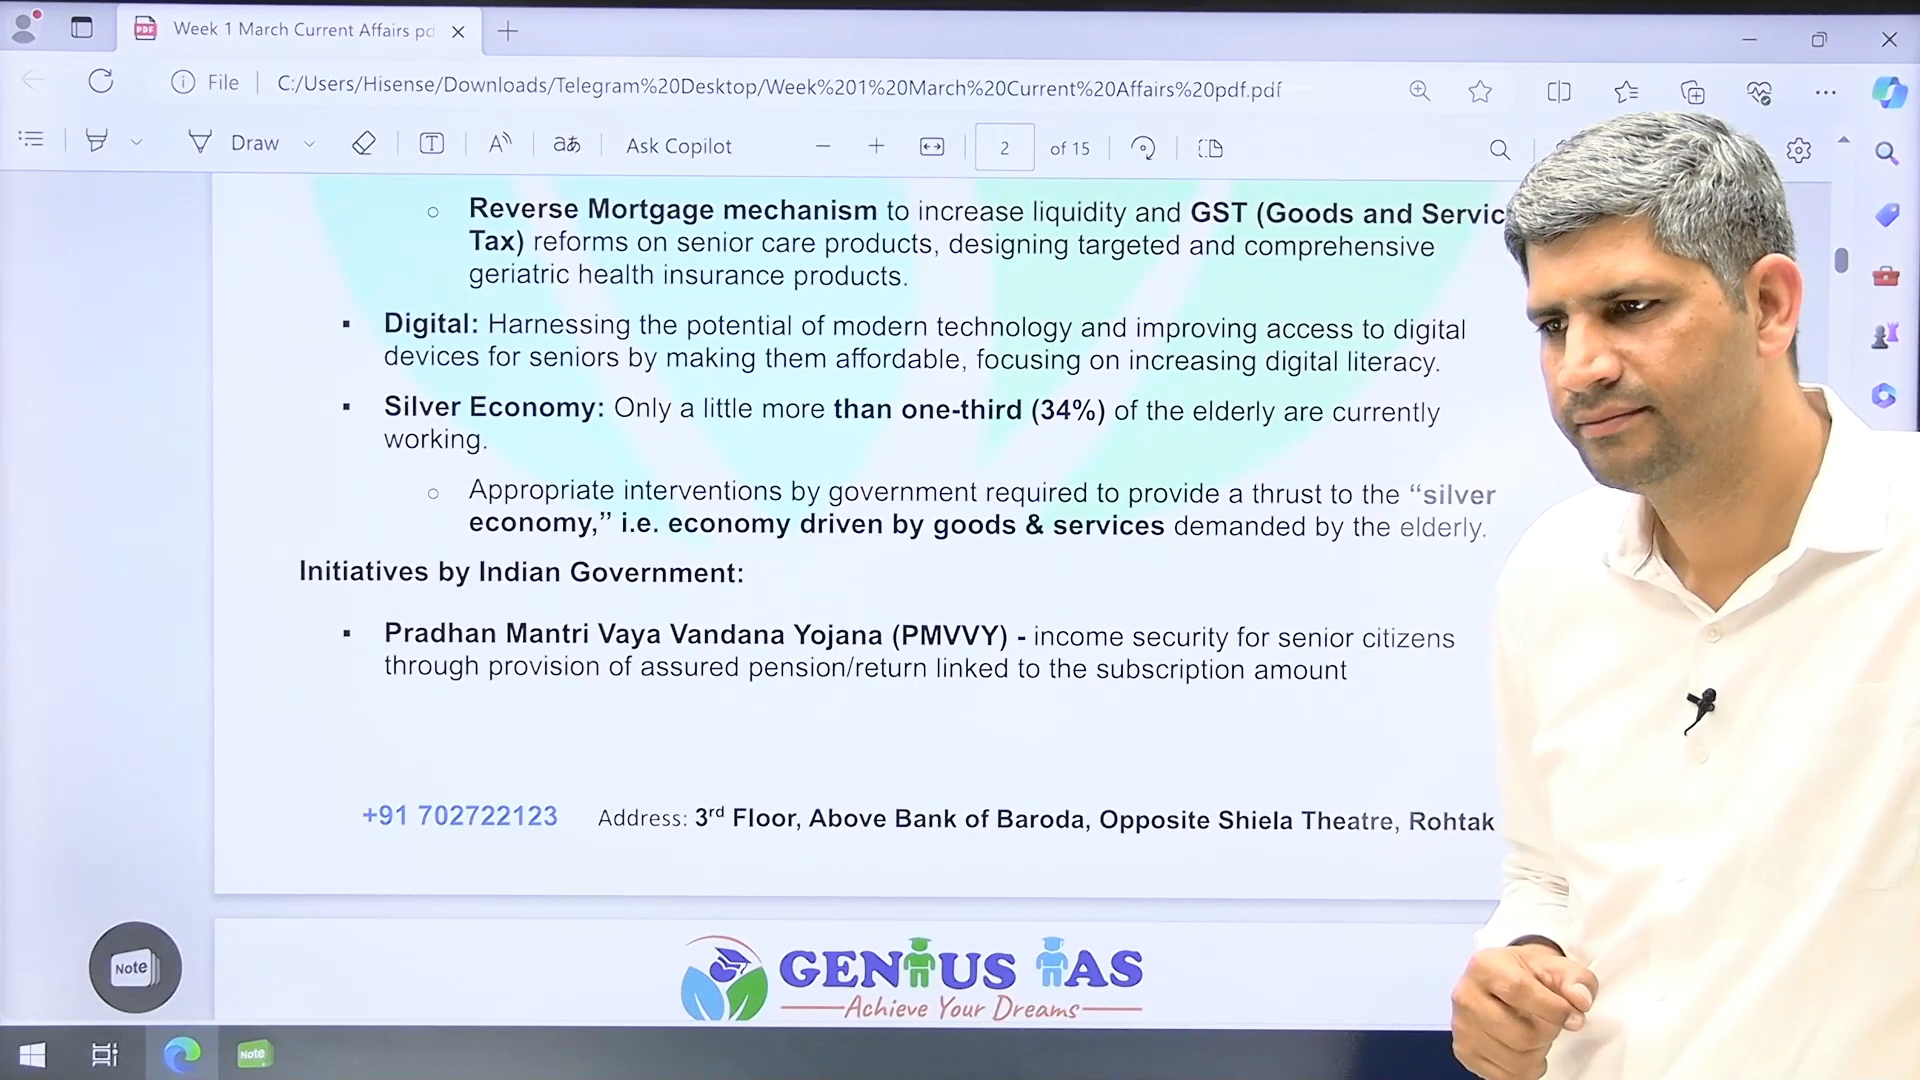 Week 1 March Current Affairs pd
File
C:/Users/Hisense/Downloads/Telegram%20Desktop/Week%201%20March%20Current%20Affairs%20pdf.pdf
Draw
T
A
aあ
Ask Copilot
2
of 15
Reverse Mortgage mechanism to increase liquidity and GST (Goods and Servic
Tax) reforms on senior care products, designing targeted and comprehensive
geriatric health insurance products.
Digital: Harnessing the potential of modern technology and improving access to digital
devices for seniors by making them affordable, focusing on increasing digital literacy.
Silver Economy: Only a little more than one-third (34%) of the elderly are currently
working.
Appropriate interventions by government required to provide a thrust to the “silver
economy,” i.e. economy driven by goods & services demanded by the elderly.
Initiatives by Indian Government:
Pradhan Mantri Vaya Vandana Yojana (PMVVY) - income security for senior citizens
through provision of assured pension/return linked to the subscription amount
+91 702722123 Address: 3rd Floor, Above Bank of Baroda, Opposite Shiela Theatre, Rohtak
Note
GENIUS IAS
Achieve Your Dreams
Note